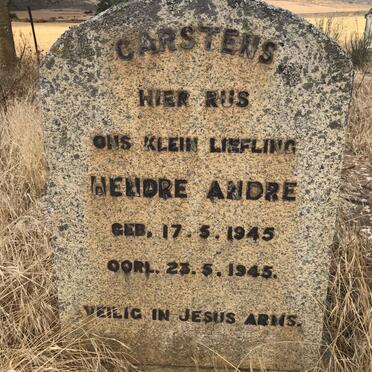 CARSTENS
HIER RUS
ONS KLEIN LIEFLING
HENDRE ANDRE
GEB. 17.5.1945
OORL. 23.5.1945.
VEILIG IN JESUS ARMS.